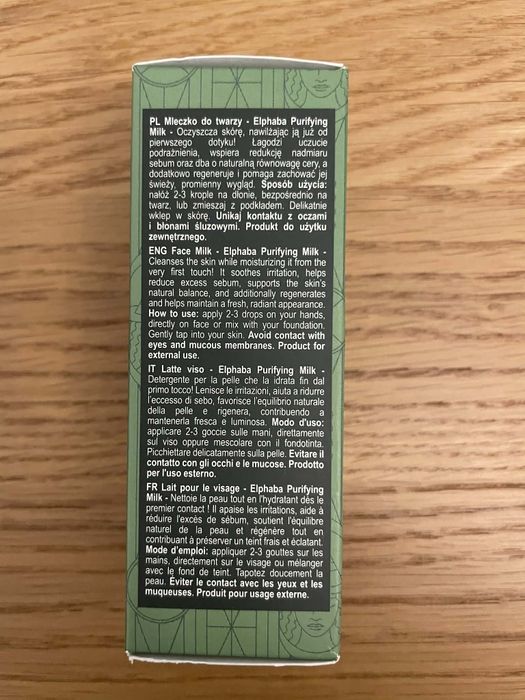 PL Mleczko do twarzy - Elphaba Purifying
Milk - Oczyszcza skórę, nawilżając ją już od
pierwszego dotyku! Łagodzi uczucie
podrażnienia, wspiera redukcję nadmiaru
sebum oraz dba o naturalną równowagę cery, a
dodatkowo regeneruje i pomaga zachować jej
świeży, promienny wygląd. Sposób użycia:
nałóż 2-3 krople na dłonie, bezpośrednio na
twarz, lub zmieszaj z podkładem. Delikatnie
wklep w skórę. Unikaj kontaktu z oczami
i błonami śluzowymi. Produkt do użytku
zewnętrznego.
ENG Face Milk - Elphaba Purifying Milk -
Cleanses the skin while moisturizing it from the
very first touch! It soothes irritation, helps
reduce excess sebum, supports the skin's
natural balance, and additionally regenerates
and helps maintain a fresh, radiant appearance.
How to use: apply 2-3 drops on your hands,
directly on face or mix with your foundation.
Gently tap into your skin. Avoid contact with
eyes and mucous membranes. Product for
external use.
IT Latte viso - Elphaba Purifying Milk -
Detergente per la pelle che la idrata fin dal
primo tocco! Lenisce le irritazioni, aiuta a ridurre
l'eccesso di sebo, favorisce l'equilibrio naturale
della pelle e rigenera, contribuendo a
mantenerla fresca e luminosa. Modo d'uso:
applicare 2-3 goccie sulle mani, direttamente
sul viso oppure mescolare con il fondotinta.
Picchiettare delicatamente sulla pelle. Evitare il
contatto con gli occhi e le mucose. Prodotto
per l'uso esterno.
FR Lait pour le visage - Elphaba Purifying
Milk - Nettoie la peau tout en l'hydratant dès le
premier contact ! Il apaise les irritations, aide à
réduire l'excès de sébum, soutient l'équilibre
naturel de la peau et régénère tout en
contribuant à préserver un teint frais et éclatant.
Mode d'emploi: appliquer 2-3 gouttes sur les
mains, directement sur le visage ou mélanger
avec le fond de teint. Tapotez doucement la
peau. Éviter le contact avec les yeux et les
muqueuses. Produit pour usage externe.